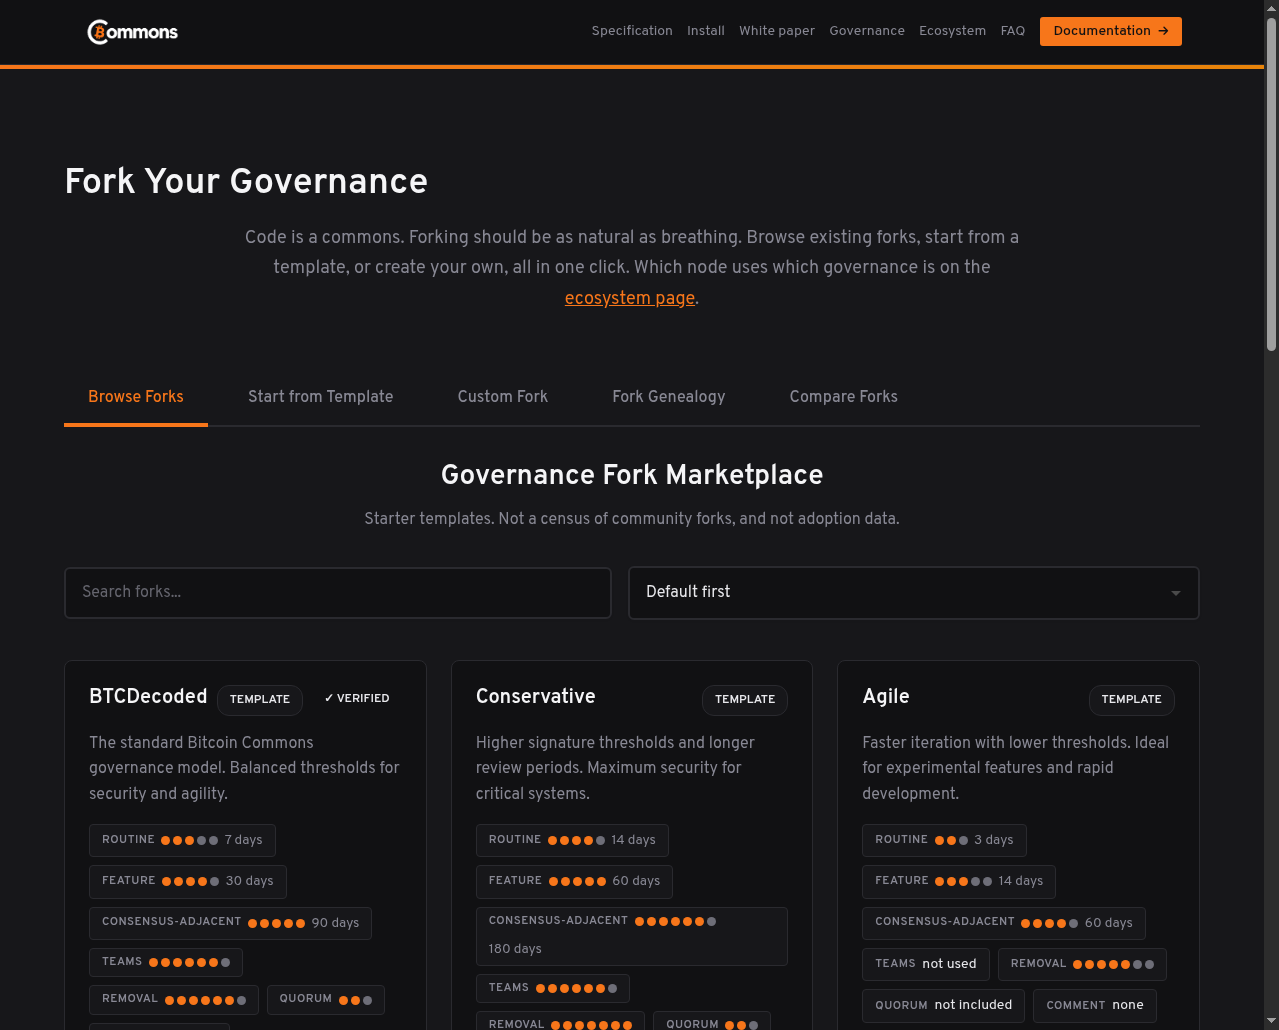 Commons
Specification Install White paper Governance Ecosystem FAQ Documentation →
Fork Your Governance
Code is a commons. Forking should be as natural as breathing. Browse existing forks, start from a
template, or create your own, all in one click. Which node uses which governance is on the
ecosystem page.
Browse Forks Start from Template Custom Fork Fork Genealogy Compare Forks
Governance Fork Marketplace
Starter templates. Not a census of community forks, and not adoption data.
Search forks...
Default first
BTCDecoded TEMPLATE ✓ VERIFIED
The standard Bitcoin Commons
governance model. Balanced thresholds for
security and agility.
ROUTINE 7 days
FEATURE 30 days
CONSENSUS-ADJACENT 90 days
TEAMS
REMOVAL QUORUM
Conservative TEMPLATE
Higher signature thresholds and longer
review periods. Maximum security for
critical systems.
ROUTINE 14 days
FEATURE 60 days
CONSENSUS-ADJACENT
180 days
TEAMS
REMOVAL QUORUM
Agile TEMPLATE
Faster iteration with lower thresholds. Ideal
for experimental features and rapid
development.
ROUTINE 3 days
FEATURE 14 days
CONSENSUS-ADJACENT 60 days
TEAMS not used REMOVAL
QUORUM not included COMMENT none